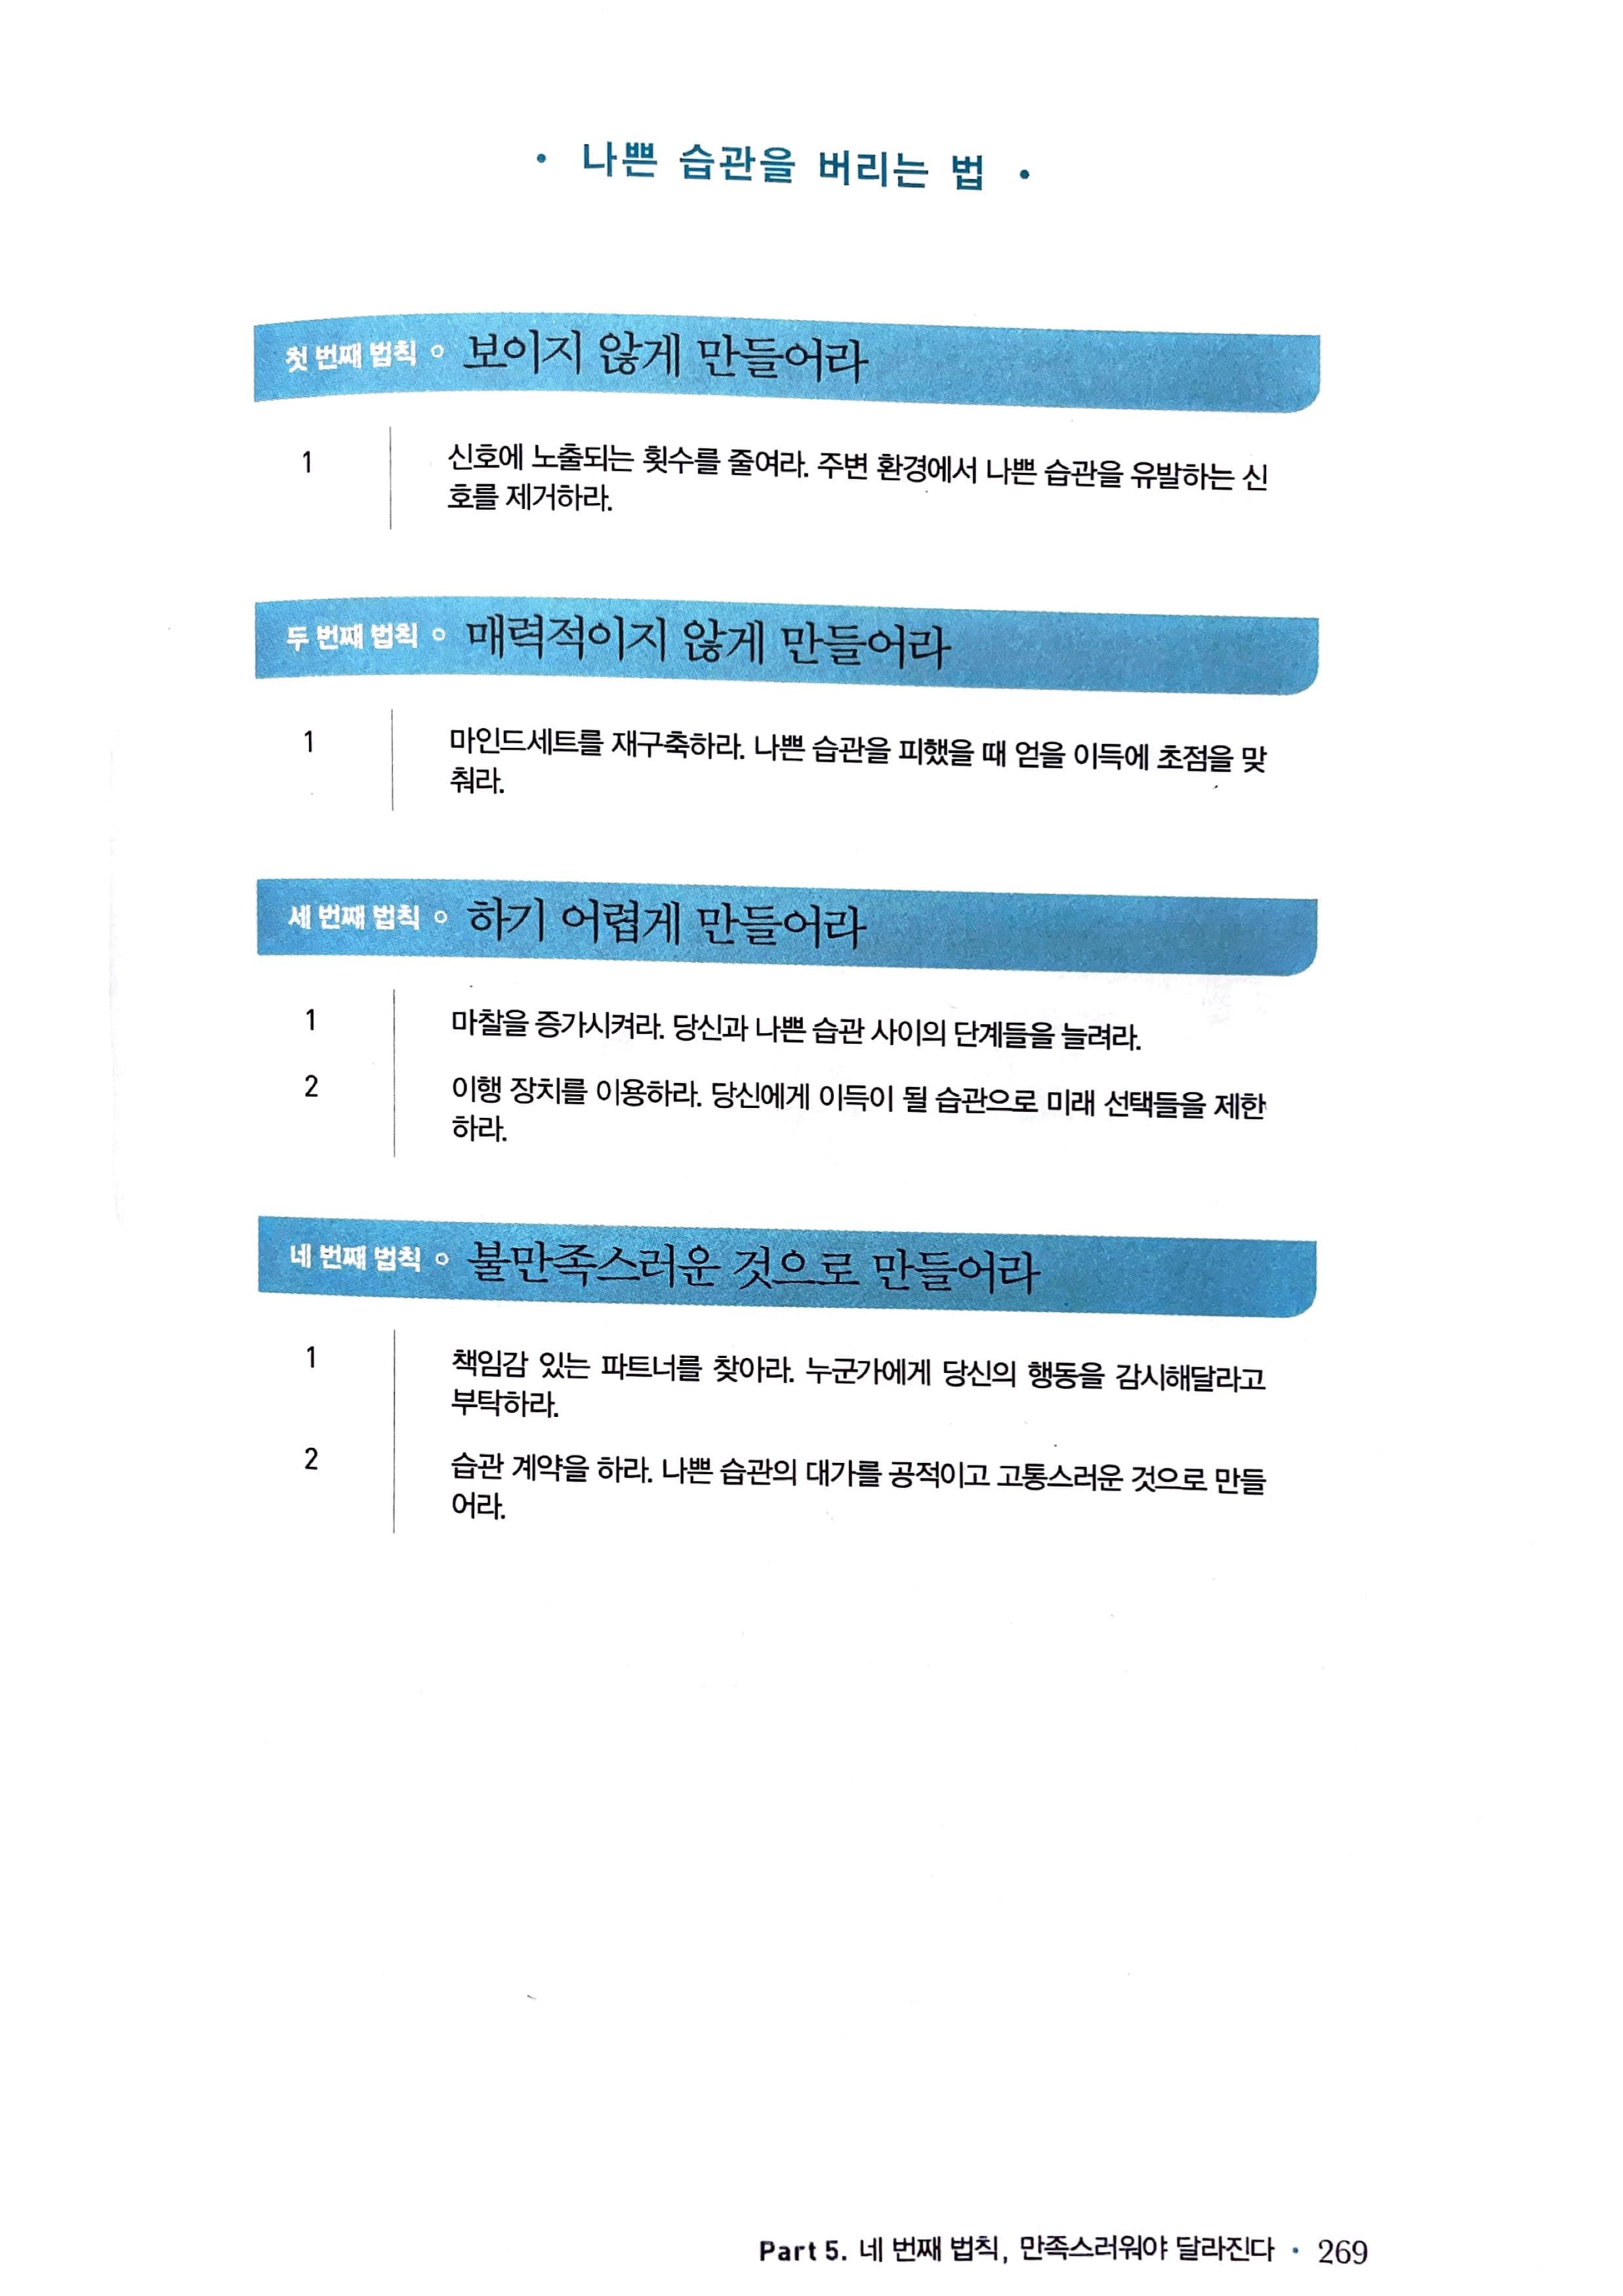 • 나쁜 습관을 버리는 법 •
첫 번째 법칙 ○ 보이지 않게 만들어라
1 신호에 노출되는 횟수를 줄여라. 주변 환경에서 나쁜 습관을 유발하는 신
호를 제거하라.
두 번째 법칙 ○ 매력적이지 않게 만들어라
1 마인드세트를 재구축하라. 나쁜 습관을 피했을 때 얻을 이득에 초점을 맞
춰라.
세 번째 법칙 ○ 하기 어렵게 만들어라
1 마찰을 증가시켜라. 당신과 나쁜 습관 사이의 단계들을 늘려라.
2 이행 장치를 이용하라. 당신에게 이득이 될 습관으로 미래 선택들을 제한
하라.
네 번째 법칙 ○ 불만족스러운 것으로 만들어라
1 책임감 있는 파트너를 찾아라. 누군가에게 당신의 행동을 감시해달라고
부탁하라.
2 습관 계약을 하라. 나쁜 습관의 대가를 공적이고 고통스러운 것으로 만들
어라.
Part 5. 네 번째 법칙, 만족스러워야 달라진다 • 269